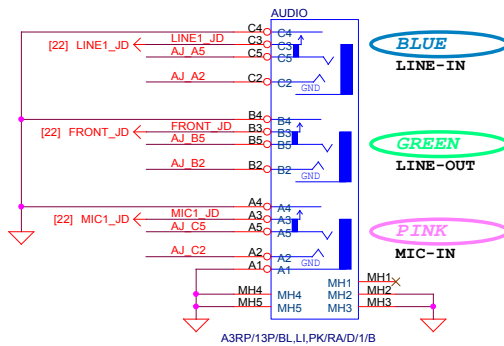 AUDIO
C4 C4
[22] LINE1_JD LINE1_JD C3 C3
AJ_A5 C5 C5
AJ_A2 C2 C2
GND
BLUE
LINE-IN
B4 B4
[22] FRONT_JD FRONT_JD B3 B3
AJ_B5 B5 B5
AJ_B2 B2 B2
GND
GREEN
LINE-OUT
A4 A4
[22] MIC1_JD MIC1_JD A3 A3
AJ_C5 A5 A5
AJ_C2 A2 A2
GND
A1 A1
PINK
MIC-IN
MH1 MH1
MH4 MH4 MH2 MH2
MH5 MH5 MH3 MH3
A3RP/13P/BL,LI,PK/RA/D/1/B